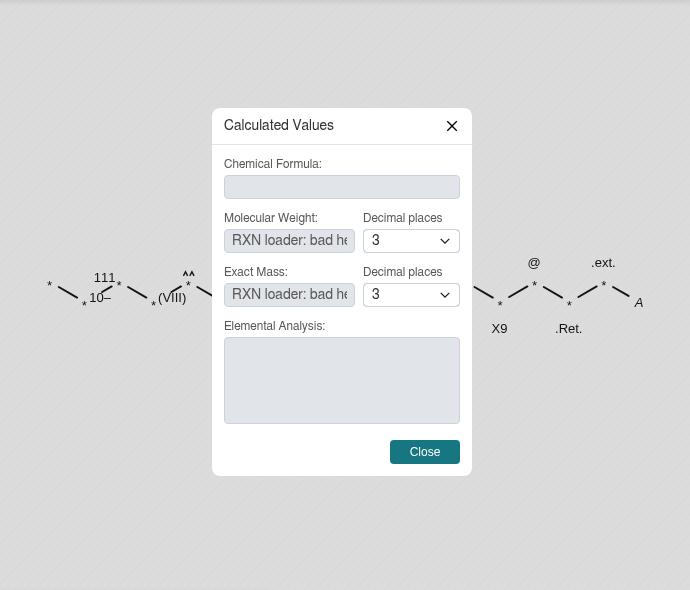 Calculated Values
Chemical Formula:
Molecular Weight: Decimal places
RXN loader: bad he 3
Exact Mass: Decimal places
RXN loader: bad he 3
Elemental Analysis:
Close
* 111 * ^^ *
* 10– * (VIII)
@ .ext.
* * * * A
X9 .Ret.